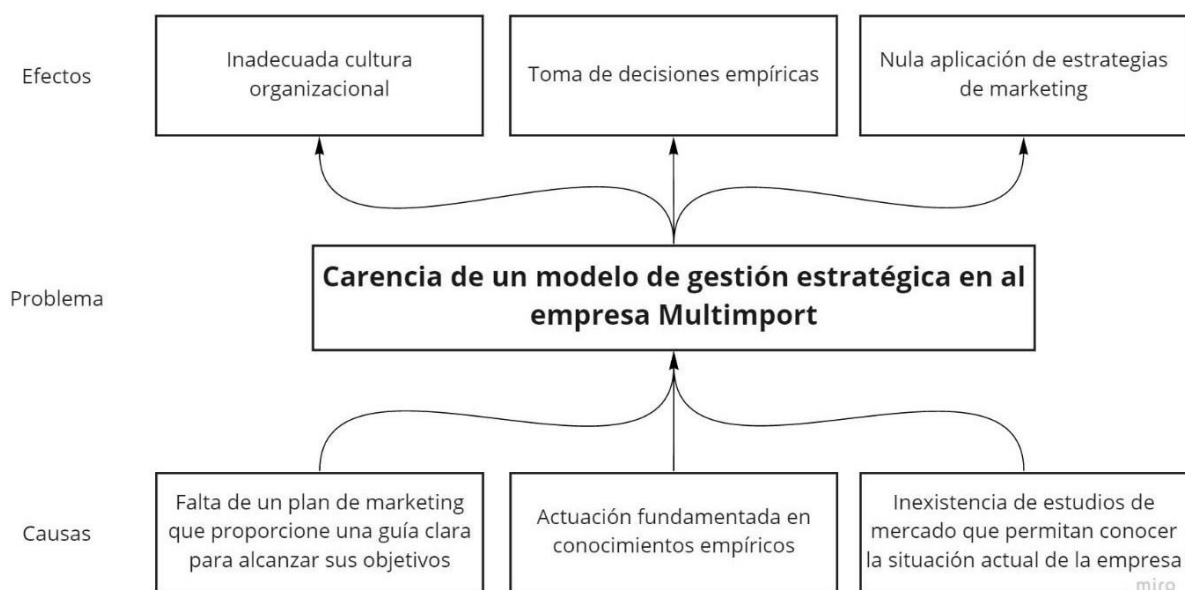 Efectos
Inadecuada cultura
organizacional
Toma de decisiones empíricas
Nula aplicación de estrategias
de marketing
Problema
Carencia de un modelo de gestión estratégica en al
empresa Multimport
Causas
Falta de un plan de marketing
que proporcione una guía clara
para alcanzar sus objetivos
Actuación fundamentada en
conocimientos empíricos
Inexistencia de estudios de
mercado que permitan conocer
la situación actual de la empresa
miro